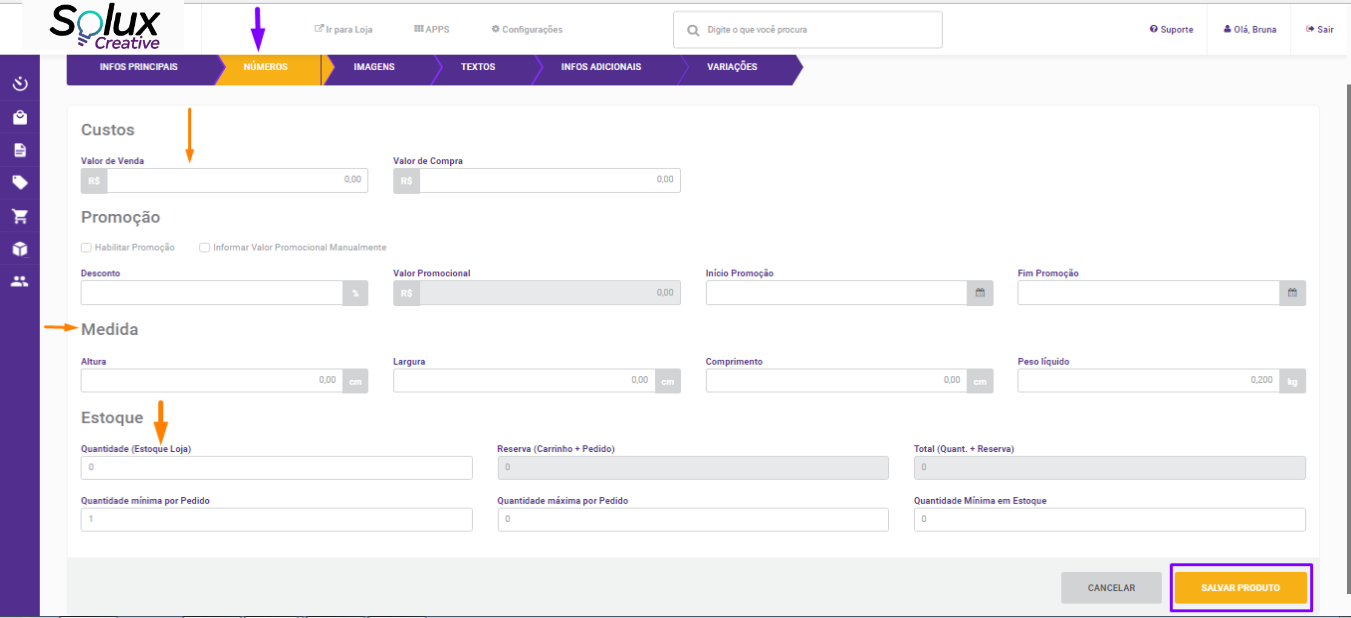 Solux
Creative
Ir para Loja
APPS
Configurações
Digite o que você procura
Suporte
Olá, Bruna
Sair
INFOS PRINCIPAIS
NÚMEROS
IMAGENS
TEXTOS
INFOS ADICIONAIS
VARIAÇÕES
Custos
Valor de Venda
Valor de Compra
R$ 0,00
R$ 0,00
Promoção
Habilitar Promoção
Informar Valor Promocional Manualmente
Desconto
Valor Promocional
Início Promoção
Fim Promoção
%
R$ 0,00
Medida
Altura
Largura
Comprimento
Peso líquido
0,00 cm
0,00 cm
0,00 cm
0,200 kg
Estoque
Quantidade (Estoque Loja)
Reserva (Carrinho + Pedido)
Total (Quant. + Reserva)
0
0
0
Quantidade mínima por Pedido
Quantidade máxima por Pedido
Quantidade Mínima em Estoque
1
0
0
CANCELAR
SALVAR PRODUTO